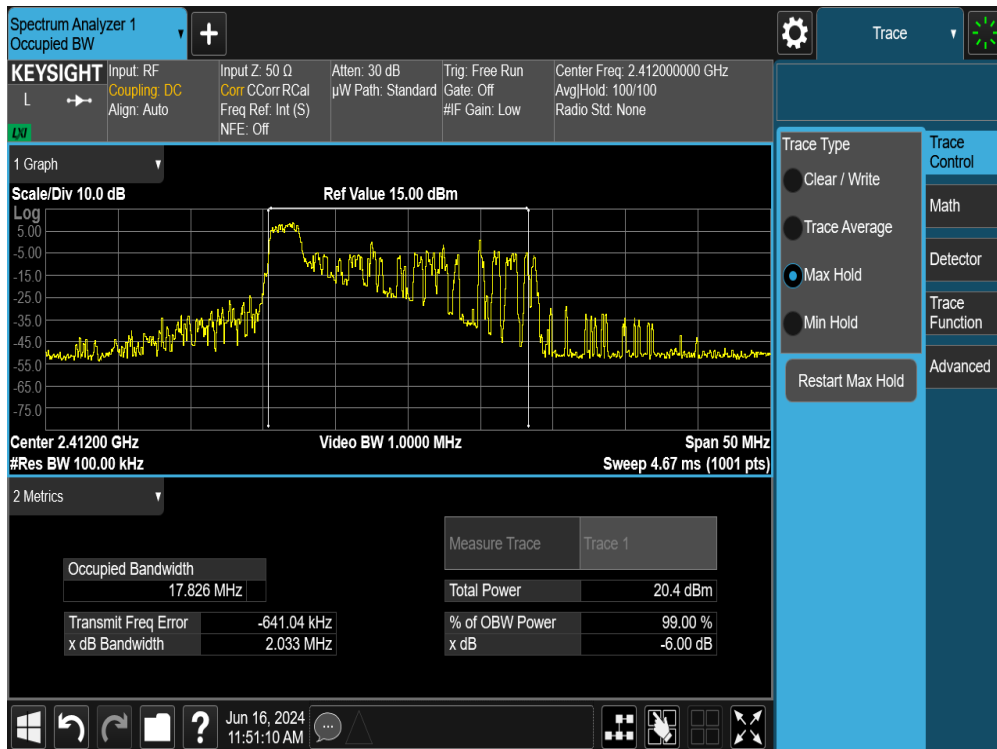 Spectrum Analyzer 1
Occupied BW
+
Trace
KEYSIGHT
L
LXI
Input: RF
Coupling: DC
Align: Auto
Input Z: 50 Ω
Corr CCorr RCal
Freq Ref: Int (S)
NFE: Off
Atten: 30 dB
µW Path: Standard
Trig: Free Run
Gate: Off
#IF Gain: Low
Center Freq: 2.412000000 GHz
Avg|Hold: 100/100
Radio Std: None
1 Graph
Scale/Div 10.0 dB
Ref Value 15.00 dBm
Log
5.00
-5.00
-15.0
-25.0
-35.0
-45.0
-55.0
-65.0
-75.0
Center 2.41200 GHz
Video BW 1.0000 MHz
Span 50 MHz
#Res BW 100.00 kHz
Sweep 4.67 ms (1001 pts)
2 Metrics
Measure Trace
Trace 1
Occupied Bandwidth
17.826 MHz
Total Power
20.4 dBm
Transmit Freq Error
-641.04 kHz
% of OBW Power
99.00 %
x dB Bandwidth
2.033 MHz
x dB
-6.00 dB
Trace Type
Clear / Write
Trace Average
Max Hold
Min Hold
Restart Max Hold
Trace
Control
Math
Detector
Trace
Function
Advanced
?
Jun 16, 2024
11:51:10 AM